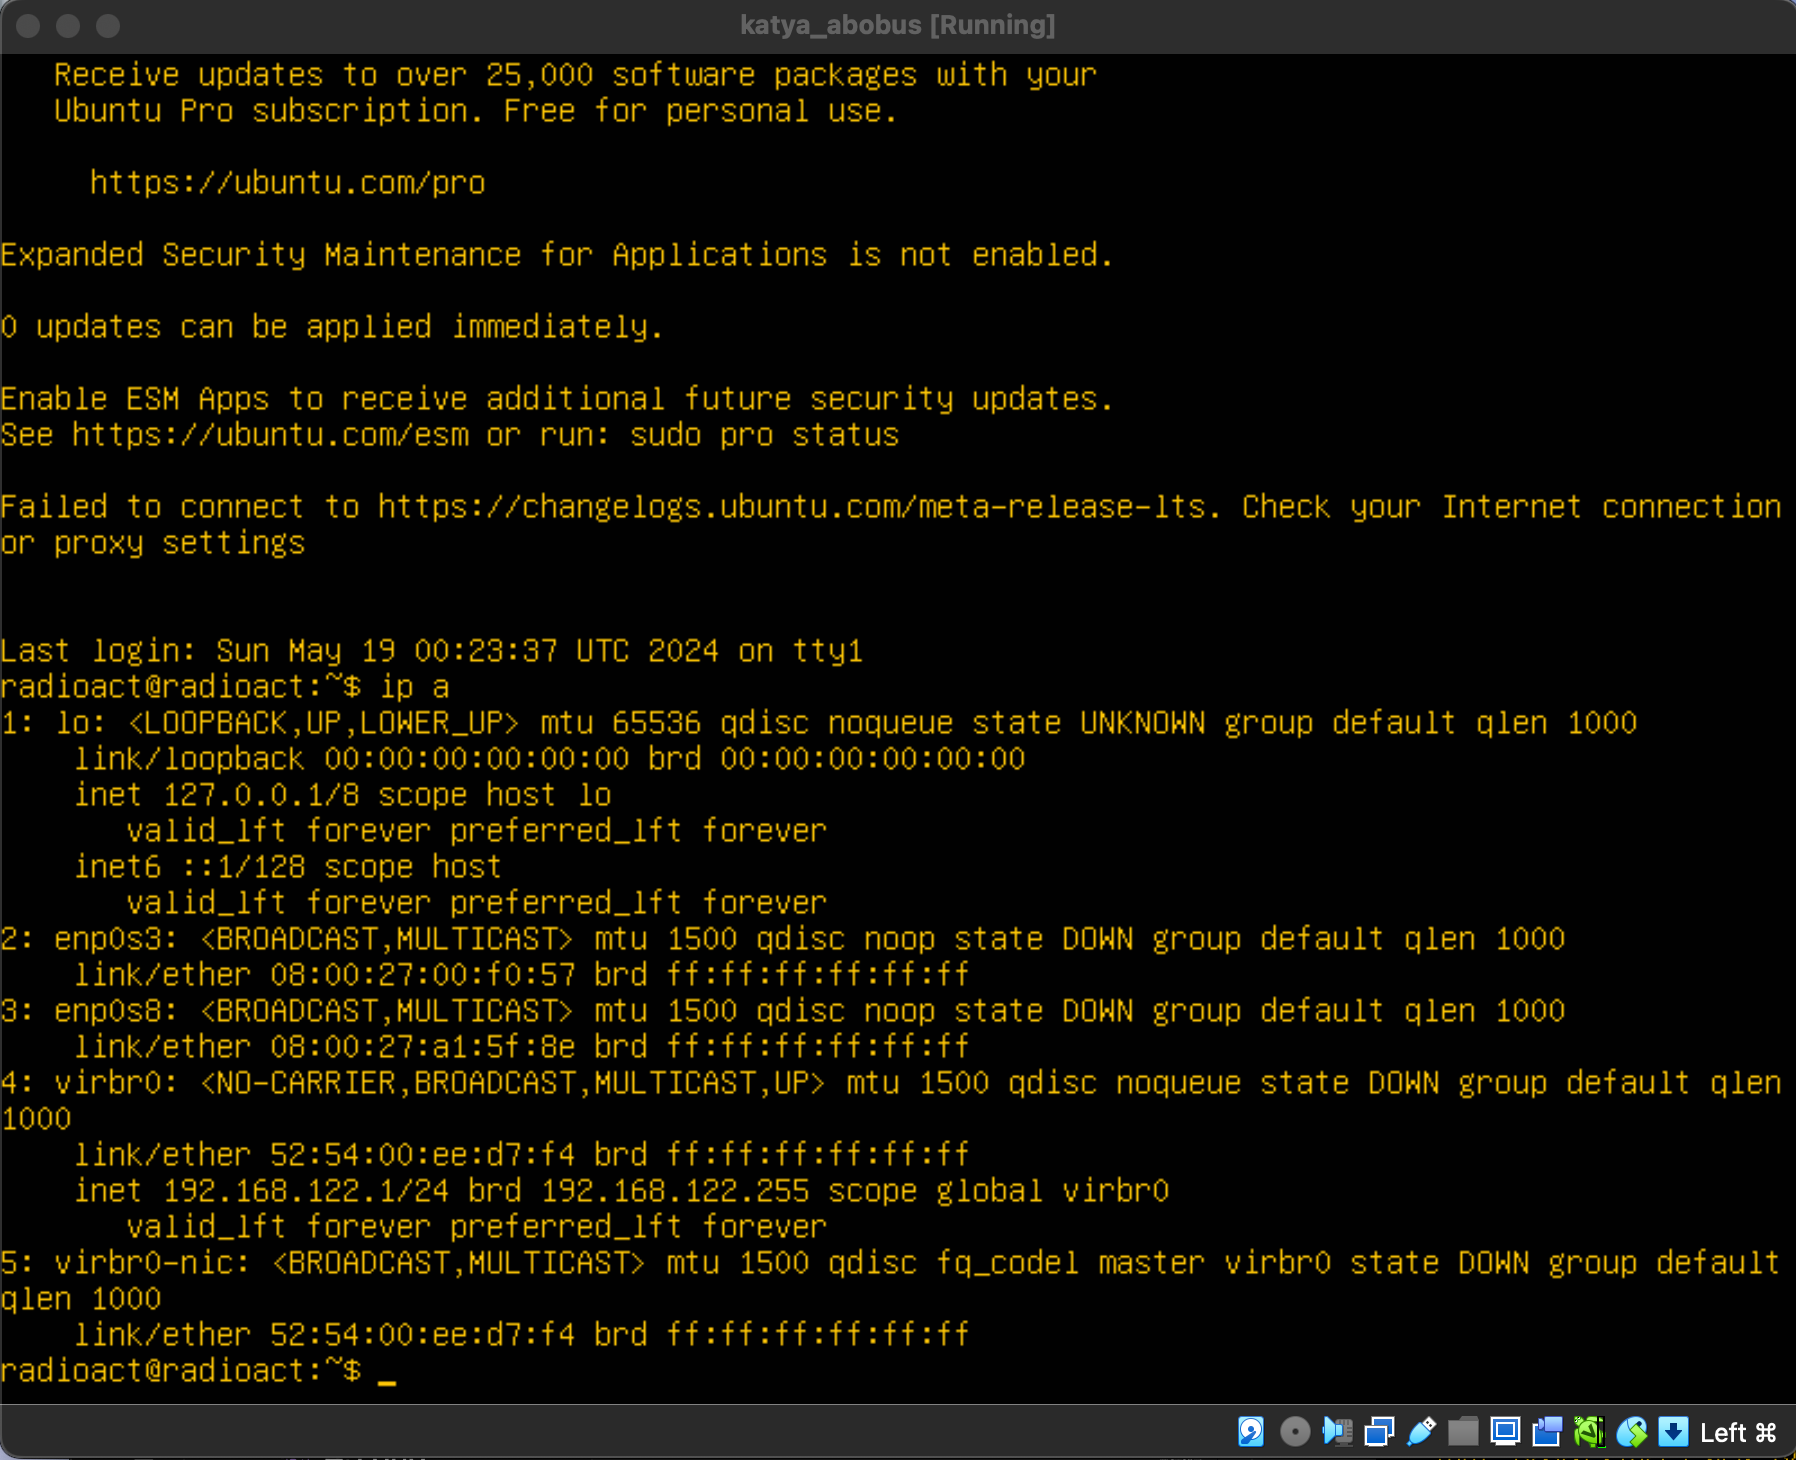 katya_abobus [Running]
Receive updates to over 25,000 software packages with your
Ubuntu Pro subscription. Free for personal use.
https://ubuntu.com/pro
Expanded Security Maintenance for Applications is not enabled.
0 updates can be applied immediately.
Enable ESM Apps to receive additional future security updates.
See https://ubuntu.com/esm or run: sudo pro status
Failed to connect to https://changelogs.ubuntu.com/meta-release-lts. Check your Internet connection
or proxy settings
Last login: Sun May 19 00:23:37 UTC 2024 on tty1
radioact@radioact:~$ ip a
1: lo: <LOOPBACK,UP,LOWER_UP> mtu 65536 qdisc noqueue state UNKNOWN group default qlen 1000
link/loopback 00:00:00:00:00:00 brd 00:00:00:00:00:00
inet 127.0.0.1/8 scope host lo
valid_lft forever preferred_lft forever
inet6 ::1/128 scope host
valid_lft forever preferred_lft forever
2: enp0s3: <BROADCAST,MULTICAST> mtu 1500 qdisc noop state DOWN group default qlen 1000
link/ether 08:00:27:00:f0:57 brd ff:ff:ff:ff:ff:ff
3: enp0s8: <BROADCAST,MULTICAST> mtu 1500 qdisc noop state DOWN group default qlen 1000
link/ether 08:00:27:a1:5f:8e brd ff:ff:ff:ff:ff:ff
4: virbr0: <NO-CARRIER,BROADCAST,MULTICAST,UP> mtu 1500 qdisc noqueue state DOWN group default qlen
1000
link/ether 52:54:00:ee:d7:f4 brd ff:ff:ff:ff:ff:ff
inet 192.168.122.1/24 brd 192.168.122.255 scope global virbr0
valid_lft forever preferred_lft forever
5: virbr0-nic: <BROADCAST,MULTICAST> mtu 1500 qdisc fq_codel master virbr0 state DOWN group default
qlen 1000
link/ether 52:54:00:ee:d7:f4 brd ff:ff:ff:ff:ff:ff
radioact@radioact:~$ _
Left ⌘